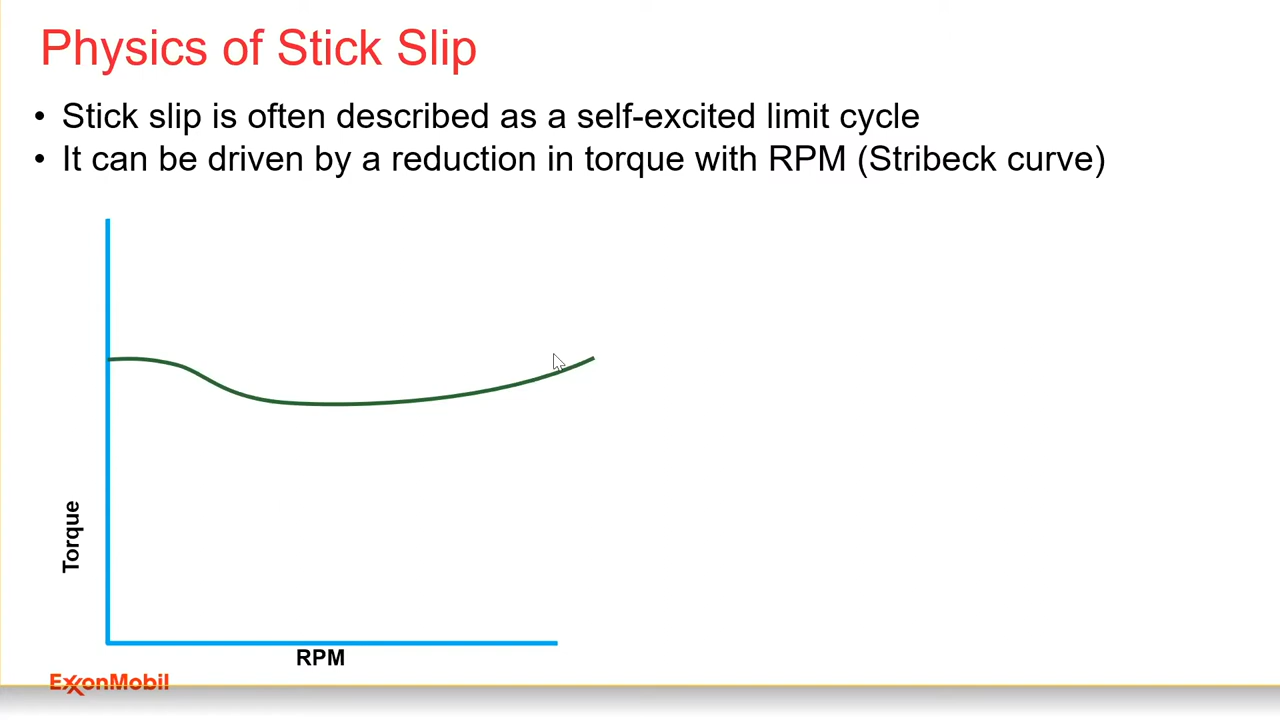 Physics of Stick Slip
• Stick slip is often described as a self-excited limit cycle
• It can be driven by a reduction in torque with RPM (Stribeck curve)
Torque
RPM
ExxonMobil